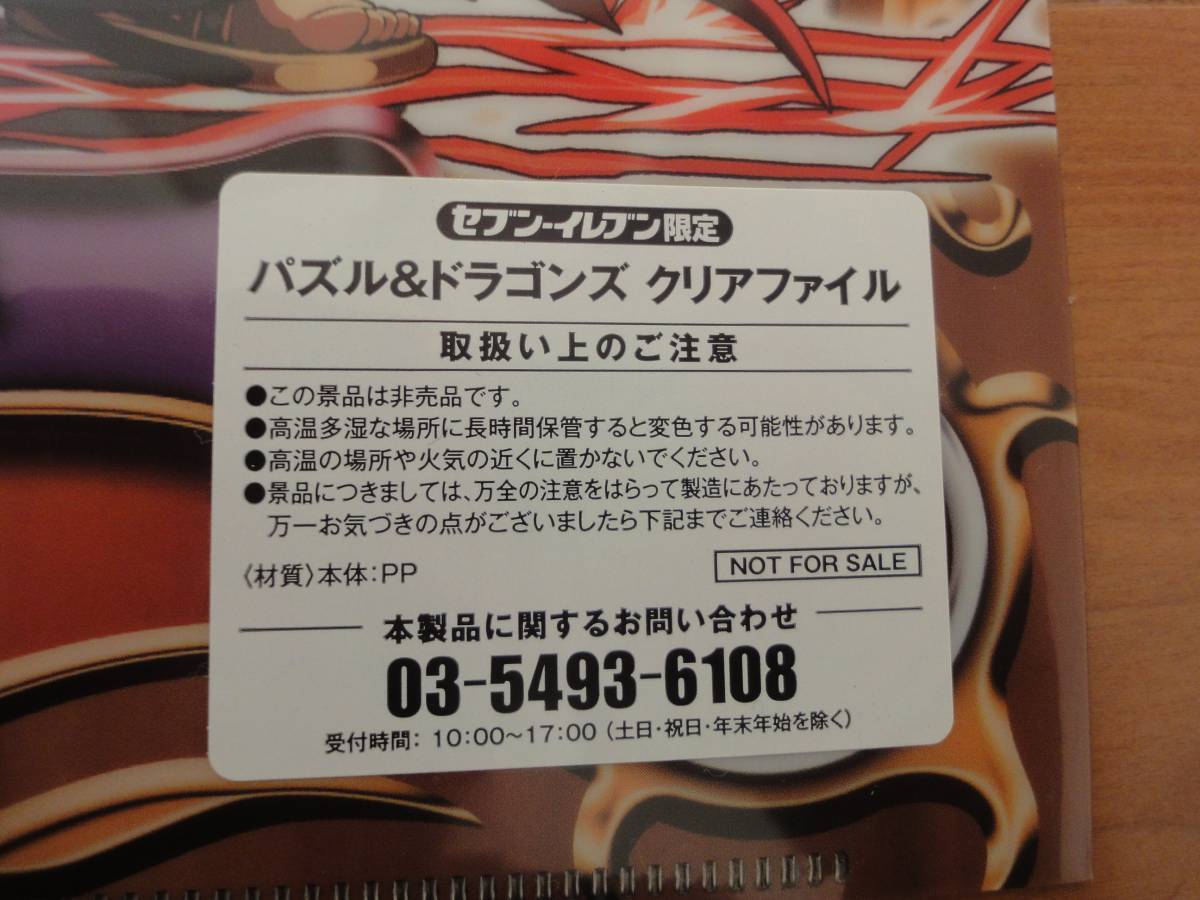 セブン-イレブン限定
パズル&ドラゴンズ クリアファイル
取扱い上のご注意
●この景品は非売品です。
●高温多湿な場所に長時間保管すると変色する可能性があります。
●高温の場所や火気の近くに置かないでください。
●景品につきましては、万全の注意をはらって製造にあたっておりますが、
万一お気づきの点がございましたら下記までご連絡ください。
〈材質〉本体：PP
NOT FOR SALE
本製品に関するお問い合わせ
03-5493-6108
受付時間：10:00〜17:00（土日・祝日・年末年始を除く）